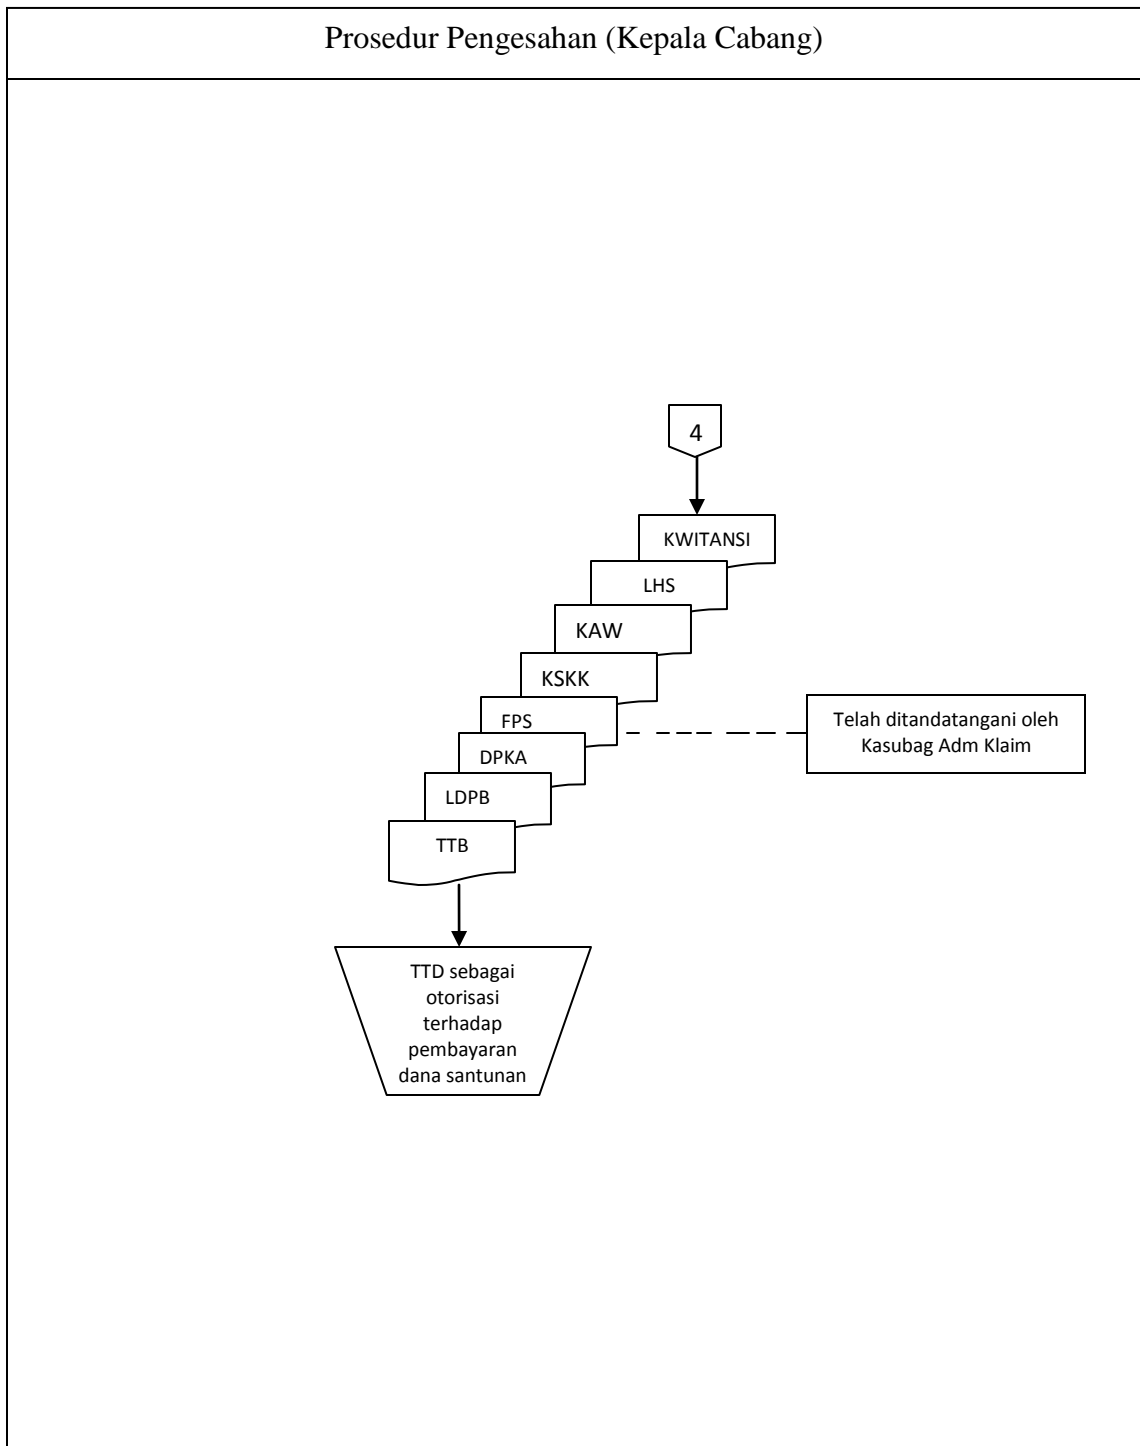 Prosedur Pengesahan (Kepala Cabang)
4
KWITANSI
LHS
KAW
KSKK
FPS
Telah ditandatangani oleh
Kasubag Adm Klaim
DPKA
LDPB
TTB
TTD sebagai
otorisasi
terhadap
pembayaran
dana santunan